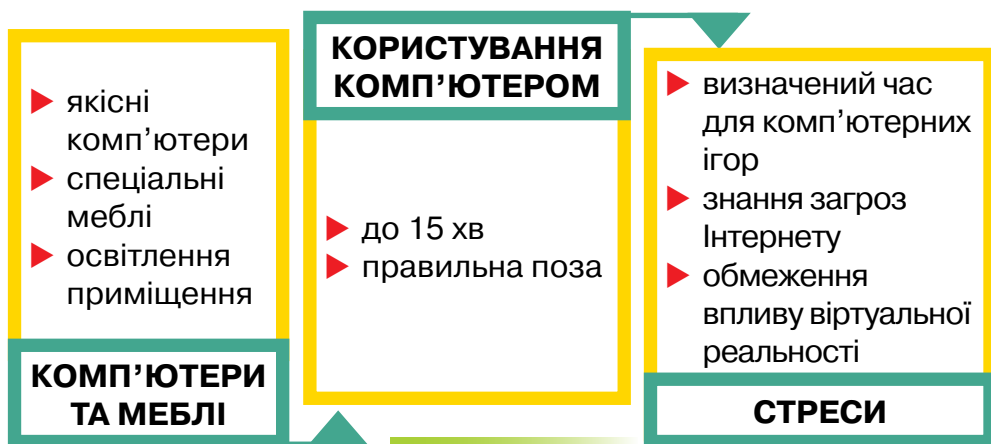 якісні
комп’ютери
спеціальні
меблі
освітлення
приміщення
КОМП’ЮТЕРИ
ТА МЕБЛІ
КОРИСТУВАННЯ
КОМП’ЮТЕРОМ
до 15 хв
правильна поза
визначений час
для комп’ютерних
ігор
знання загроз
Інтернету
обмеження
впливу віртуальної
реальності
СТРЕСИ